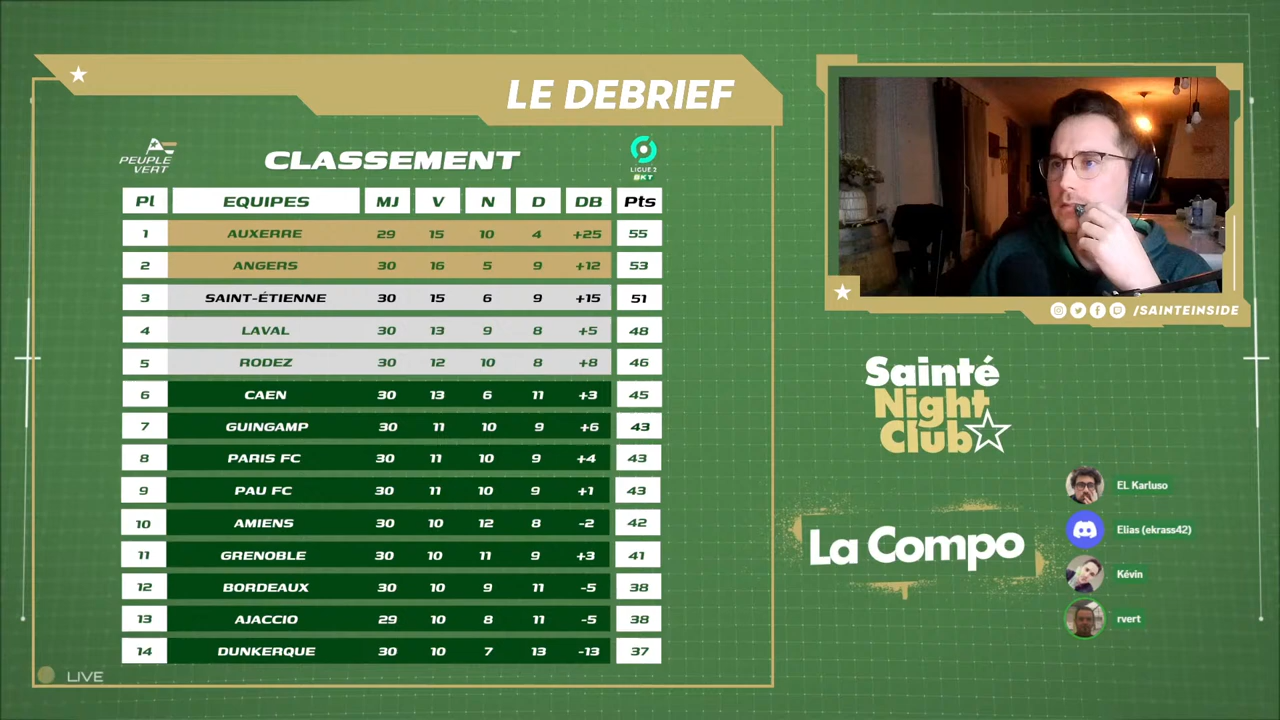 LE DEBRIEF
PEUPLE
VERT
CLASSEMENT
LIGUE 2
BKT
Pl EQUIPES MJ V N D DB Pts
1 AUXERRE 29 15 10 4 +25 55
2 ANGERS 30 16 5 9 +12 53
3 SAINT-ÉTIENNE 30 15 6 9 +15 51
4 LAVAL 30 13 9 8 +5 48
5 RODEZ 30 12 10 8 +8 46
6 CAEN 30 13 6 11 +3 45
7 GUINGAMP 30 11 10 9 +6 43
8 PARIS FC 30 11 10 9 +4 43
9 PAU FC 30 11 10 9 +1 43
10 AMIENS 30 10 12 8 -2 42
11 GRENOBLE 30 10 11 9 +3 41
12 BORDEAUX 30 10 9 11 -5 38
13 AJACCIO 29 10 8 11 -5 38
14 DUNKERQUE 30 10 7 13 -13 37
LIVE
/SAINTEINSIDE
Sainté
Night
Club
La Compo
EL Karluso
Elias (ekrass42)
Kévin
rvert